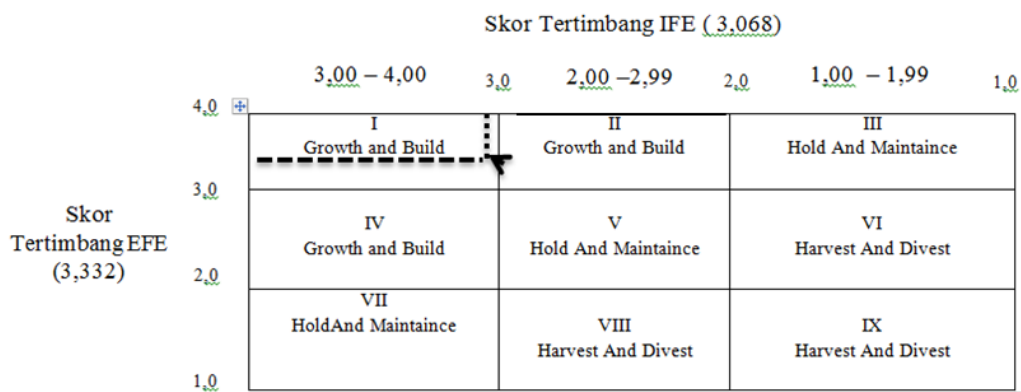 Skor Tertimbang IFE ( 3,068)
3,00 – 4,00 3,0 2,00 –2,99 2,0 1,00 – 1,99 1,0
4,0
I II III
Growth and Build Growth and Build Hold And Maintaince
3,0
Skor
Tertimbang EFE
(3,332)
IV V VI
Growth and Build Hold And Maintaince Harvest And Divest
2,0
VII
HoldAnd Maintaince
VIII IX
Harvest And Divest Harvest And Divest
1,0